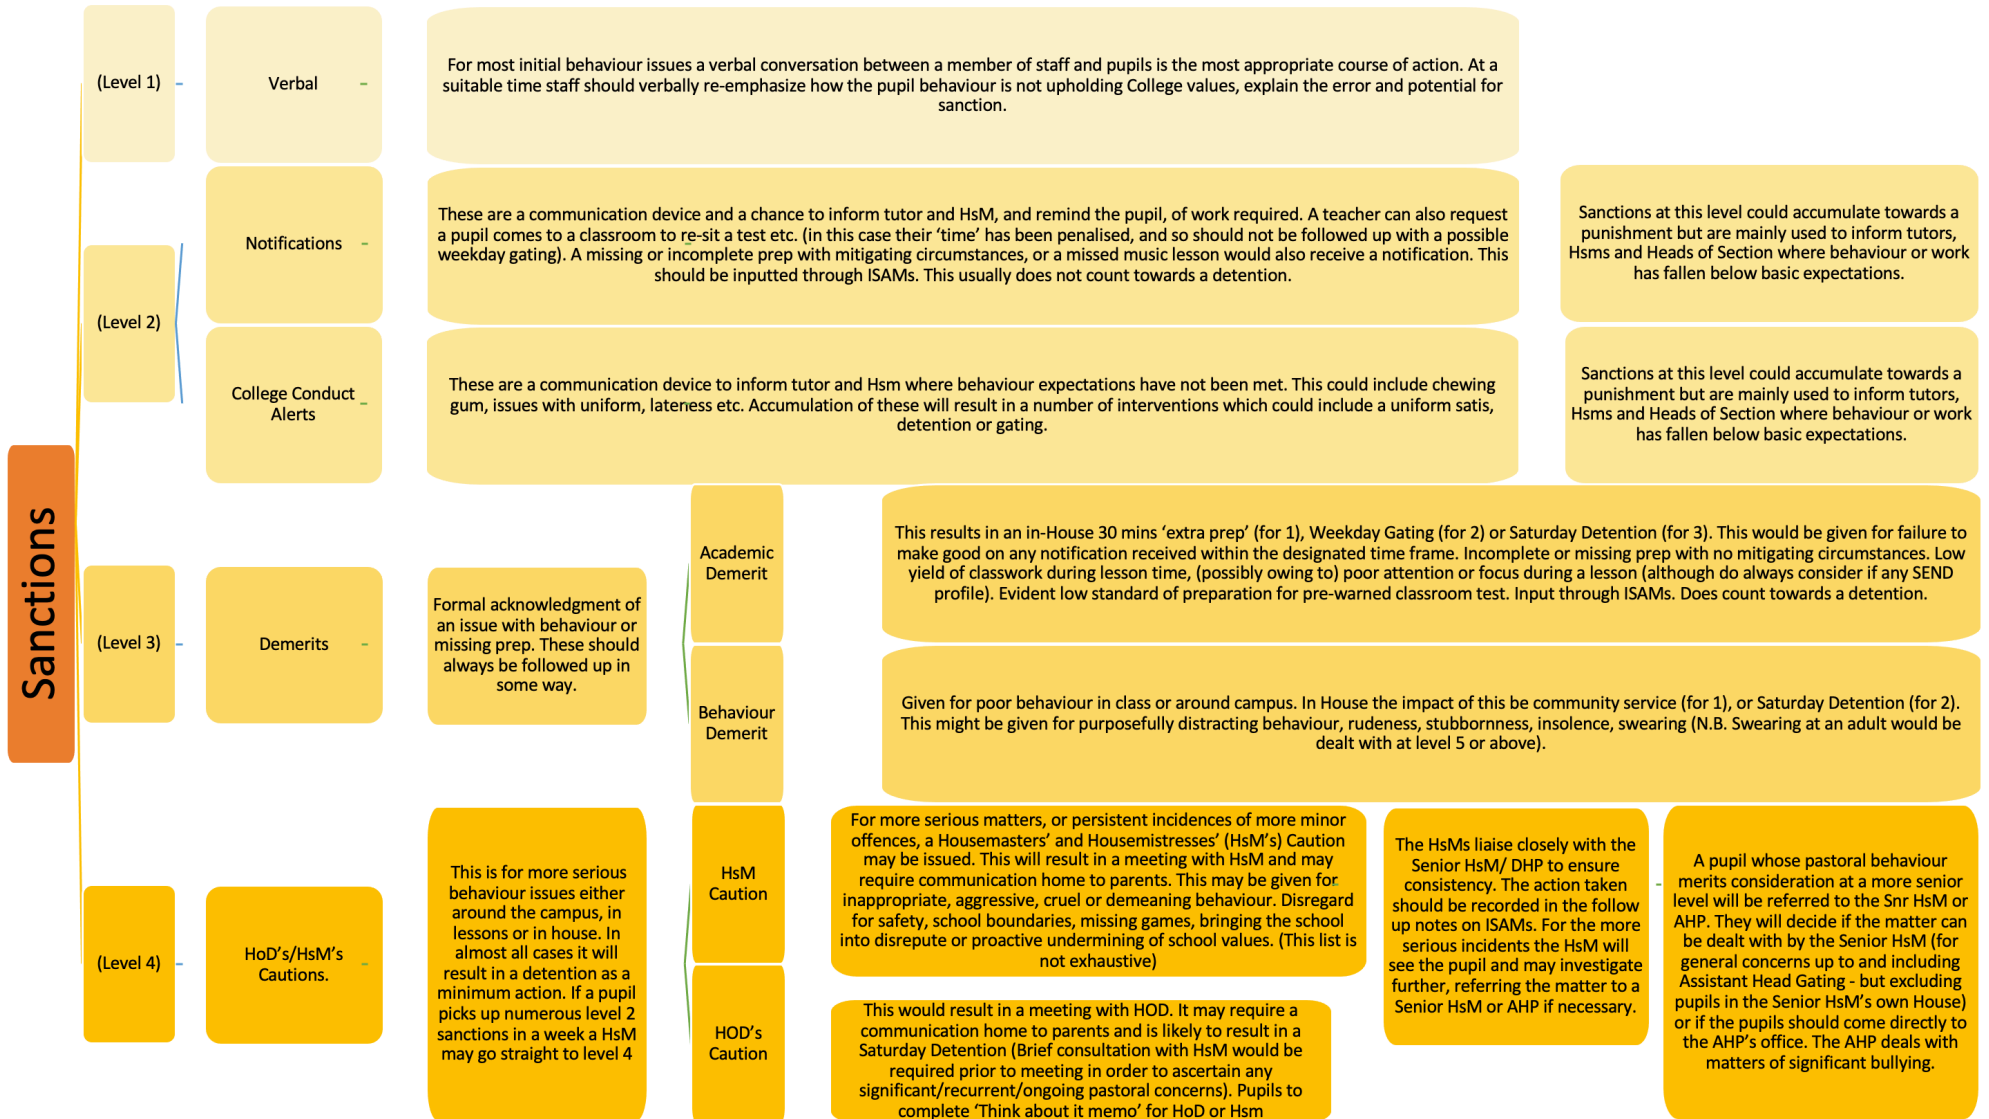 Sanctions
(Level 1)
Verbal
For most initial behaviour issues a verbal conversation between a member of staff and pupils is the most appropriate course of action. At a
suitable time staff should verbally re-emphasize how the pupil behaviour is not upholding College values, explain the error and potential for
sanction.
(Level 2)
Notifications
These are a communication device and a chance to inform tutor and HsM, and remind the pupil, of work required. A teacher can also request
a pupil comes to a classroom to re-sit a test etc. (in this case their ‘time’ has been penalised, and so should not be followed up with a possible
weekday gating). A missing or incomplete prep with mitigating circumstances, or a missed music lesson would also receive a notification. This
should be inputted through ISAMs. This usually does not count towards a detention.
Sanctions at this level could accumulate towards a
punishment but are mainly used to inform tutors,
Hsms and Heads of Section where behaviour or work
has fallen below basic expectations.
College Conduct
Alerts
These are a communication device to inform tutor and Hsm where behaviour expectations have not been met. This could include chewing
gum, issues with uniform, lateness etc. Accumulation of these will result in a number of interventions which could include a uniform satis,
detention or gating.
Sanctions at this level could accumulate towards a
punishment but are mainly used to inform tutors,
Hsms and Heads of Section where behaviour or work
has fallen below basic expectations.
(Level 3)
Demerits
Formal acknowledgment of
an issue with behaviour or
missing prep. These should
always be followed up in
some way.
Academic
Demerit
This results in an in-House 30 mins ‘extra prep’ (for 1), Weekday Gating (for 2) or Saturday Detention (for 3). This would be given for failure to
make good on any notification received within the designated time frame. Incomplete or missing prep with no mitigating circumstances. Low
yield of classwork during lesson time, (possibly owing to) poor attention or focus during a lesson (although do always consider if any SEND
profile). Evident low standard of preparation for pre-warned classroom test. Input through ISAMs. Does count towards a detention.
Behaviour
Demerit
Given for poor behaviour in class or around campus. In House the impact of this be community service (for 1), or Saturday Detention (for 2).
This might be given for purposefully distracting behaviour, rudeness, stubbornness, insolence, swearing (N.B. Swearing at an adult would be
dealt with at level 5 or above).
(Level 4)
HoD’s/HsM’s
Cautions.
This is for more serious
behaviour issues either
around the campus, in
lessons or in house. In
almost all cases it will
result in a detention as a
minimum action. If a pupil
picks up numerous level 2
sanctions in a week a HsM
may go straight to level 4
HsM
Caution
For more serious matters, or persistent incidences of more minor
offences, a Housemasters’ and Housemistresses’ (HsM’s) Caution
may be issued. This will result in a meeting with HsM and may
require communication home to parents. This may be given for
inappropriate, aggressive, cruel or demeaning behaviour. Disregard
for safety, school boundaries, missing games, bringing the school
into disrepute or proactive undermining of school values. (This list is
not exhaustive)
The HsMs liaise closely with the
Senior HsM/ DHP to ensure
consistency. The action taken
should be recorded in the follow
up notes on ISAMs. For the more
serious incidents the HsM will
see the pupil and may investigate
further, referring the matter to a
Senior HsM or AHP if necessary.
A pupil whose pastoral behaviour
merits consideration at a more senior
level will be referred to the Snr HsM or
AHP. They will decide if the matter can
be dealt with by the Senior HsM (for
general concerns up to and including
Assistant Head Gating - but excluding
pupils in the Senior HsM’s own House)
or if the pupils should come directly to
the AHP’s office. The AHP deals with
matters of significant bullying.
HOD’s
Caution
This would result in a meeting with HOD. It may require a
communication home to parents and is likely to result in a
Saturday Detention (Brief consultation with HsM would be
required prior to meeting in order to ascertain any
significant/recurrent/ongoing pastoral concerns). Pupils to
complete ‘Think about it memo’ for HoD or Hsm